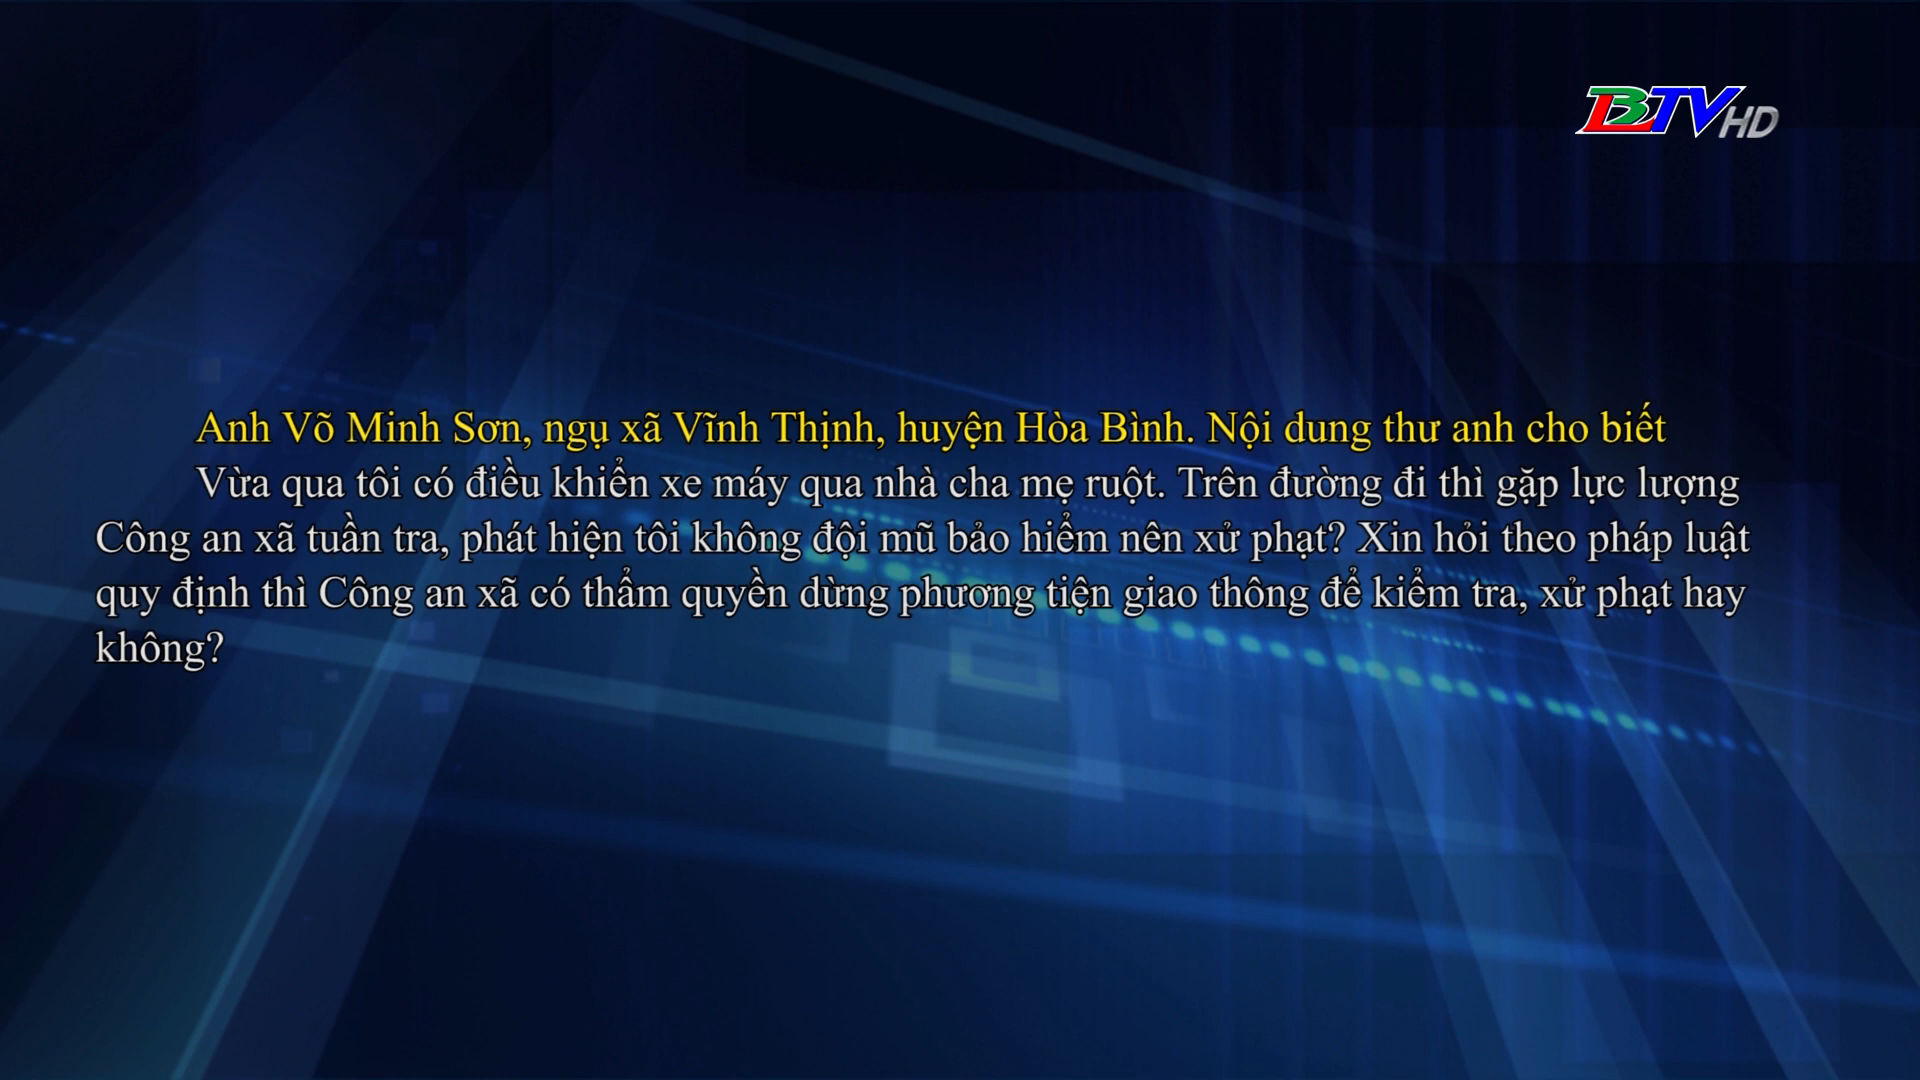 BTV HD
Anh Võ Minh Sơn, ngụ xã Vĩnh Thịnh, huyện Hòa Bình. Nội dung thư anh cho biết
Vừa qua tôi có điều khiển xe máy qua nhà cha mẹ ruột. Trên đường đi thì gặp lực lượng
Công an xã tuần tra, phát hiện tôi không đội mũ bảo hiểm nên xử phạt? Xin hỏi theo pháp luật
quy định thì Công an xã có thẩm quyền dừng phương tiện giao thông để kiểm tra, xử phạt hay
không?